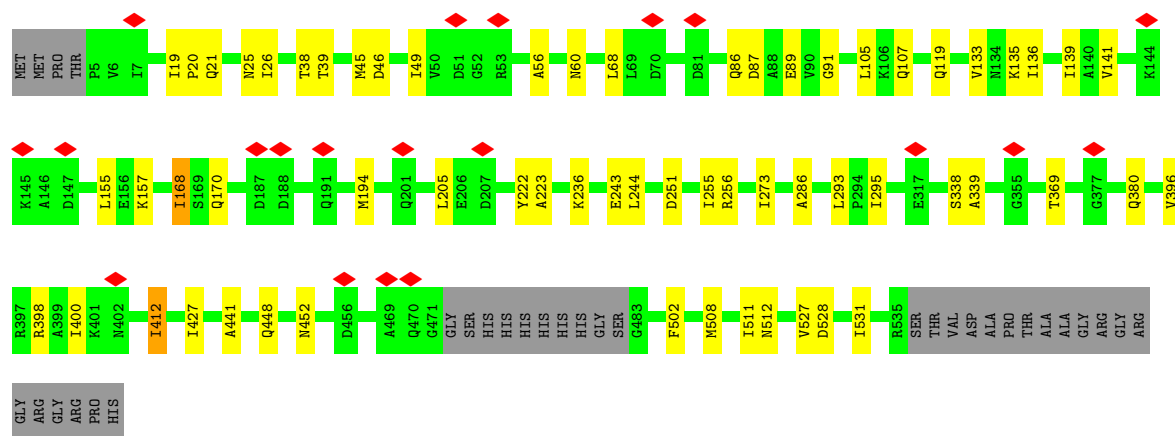 MET MET PRO THR P5 V6 I7 I19 P20 Q21 N25 I26 T38 T39 M45 D46 I49 V50 D51 G52 R53 A56 N60 L68 L69 D70 D81 Q86 D87 A88 E89 V90 G91 L105 K106 Q107 Q119 V133 N134 K135 I136 I139 A140 V141 K144
K145 A146 D147 L155 E156 K157 I168 S169 Q170 D187 D188 Q191 M194 Q201 L205 E206 D207 Y222 A223 K236 E243 L244 D251 I255 R256 I273 A286 L293 P294 I295 E317 S338 A339 G355 T369 G377 Q380 V396
R397 R398 A399 I400 K401 N402 I412 I427 A441 Q448 N452 D456 A469 Q470 G471 GLY SER HIS HIS HIS HIS HIS HIS GLY SER G483 F502 M508 I511 N512 V527 D528 I531 R535 SER THR VAL ASP ALA PRO THR ALA ALA GLY ARG GLY ARG
GLY ARG GLY ARG PRO HIS